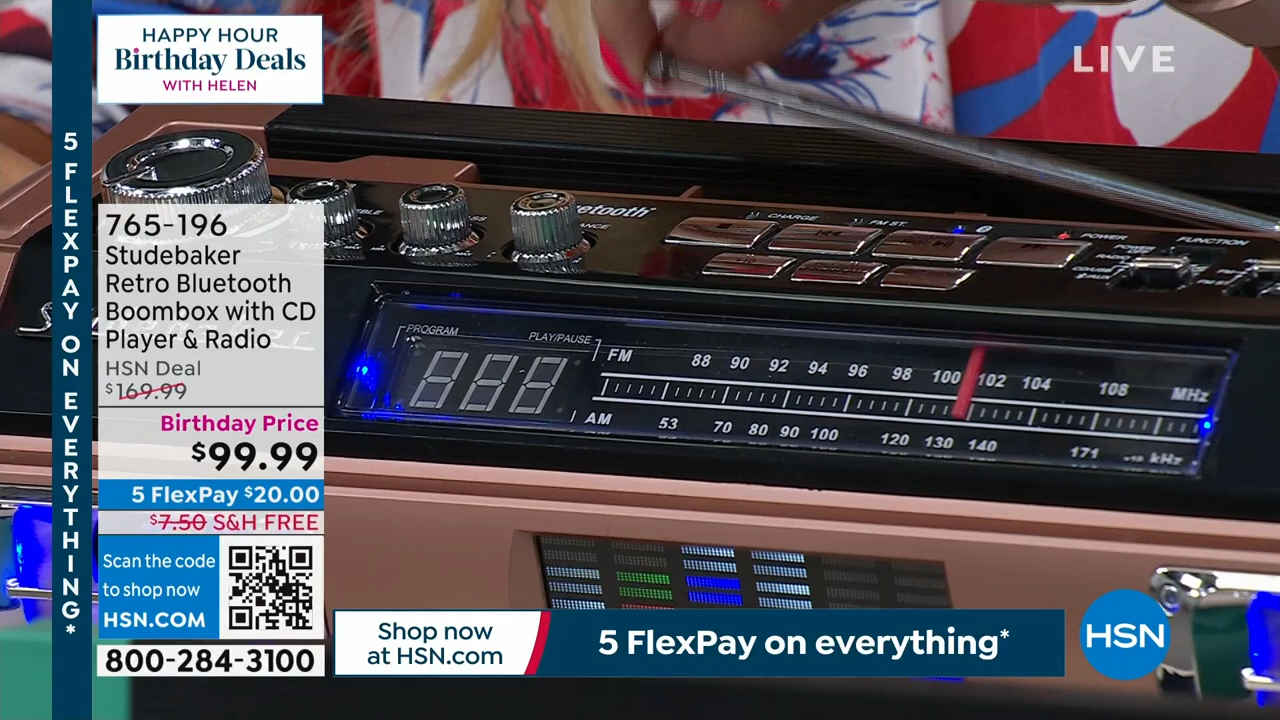 HAPPY HOUR
Birthday Deals
WITH HELEN
LIVE
5 FLEXPAY ON EVERYTHING*
765-196
Studebaker
Retro Bluetooth
Boombox with CD
Player & Radio
HSN Deal
$169.99
Birthday Price
$99.99
5 FlexPay $20.00
$7.50 S&H FREE
Scan the code
to shop now
HSN.COM
800-284-3100
CHARGE
FM ST.
POWER
FUNCTION
PROGRAM
PLAY/PAUSE
888
FM 88 90 92 94 96 98 100 102 104 108 MHz
AM 53 70 80 90 100 120 130 140 171 kHz
Shop now
at HSN.com
5 FlexPay on everything*
HSN